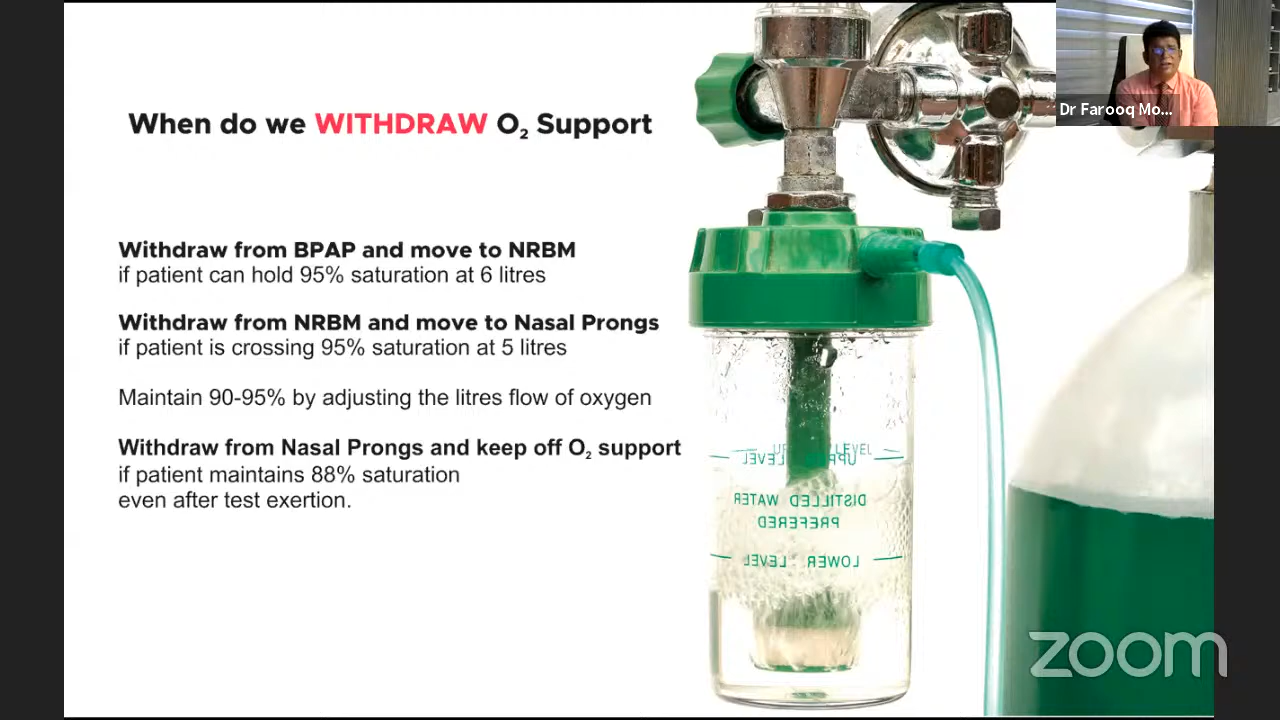 Dr Farooq Mo...
When do we WITHDRAW O₂ Support
Withdraw from BPAP and move to NRBM
if patient can hold 95% saturation at 6 litres
Withdraw from NRBM and move to Nasal Prongs
if patient is crossing 95% saturation at 5 litres
Maintain 90-95% by adjusting the litres flow of oxygen
Withdraw from Nasal Prongs and keep off O₂ support
if patient maintains 88% saturation
even after test exertion.
UPPER LEVEL
DISTILLED WATER
PREFERRED
LOWER LEVEL
zoom